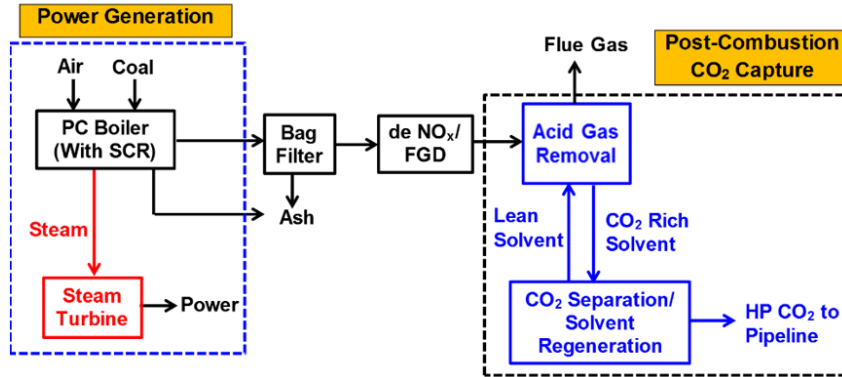 Power Generation
Post-Combustion
CO₂ Capture
Flue Gas
Air
Coal
PC Boiler
(With SCR)
Bag
Filter
de NOₓ/
FGD
Acid Gas
Removal
Ash
Steam
Lean
Solvent
CO₂ Rich
Solvent
Steam
Turbine
Power
CO₂ Separation/
Solvent
Regeneration
HP CO₂ to
Pipeline